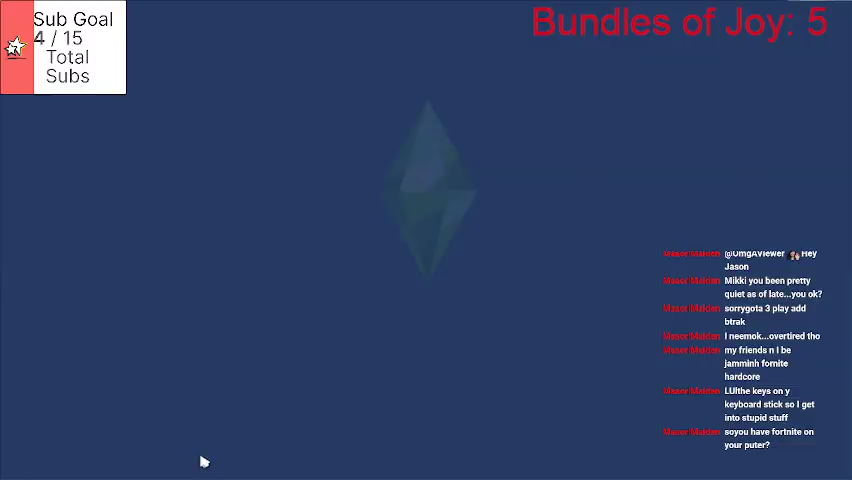 Sub Goal
4 / 15
Total
Subs
Bundles of Joy: 5
@OmgAViewer Hey
Jason
Mikki you been pretty
quiet as of late...you ok?
sorrygota 3 play add
btrak
I neemok...overtired tho
my friends n I be
jamminh fornite
hardcore
LUlthe keys on y
keyboard stick so I get
into stupid stuff
soyou have fortnite on
your puter?